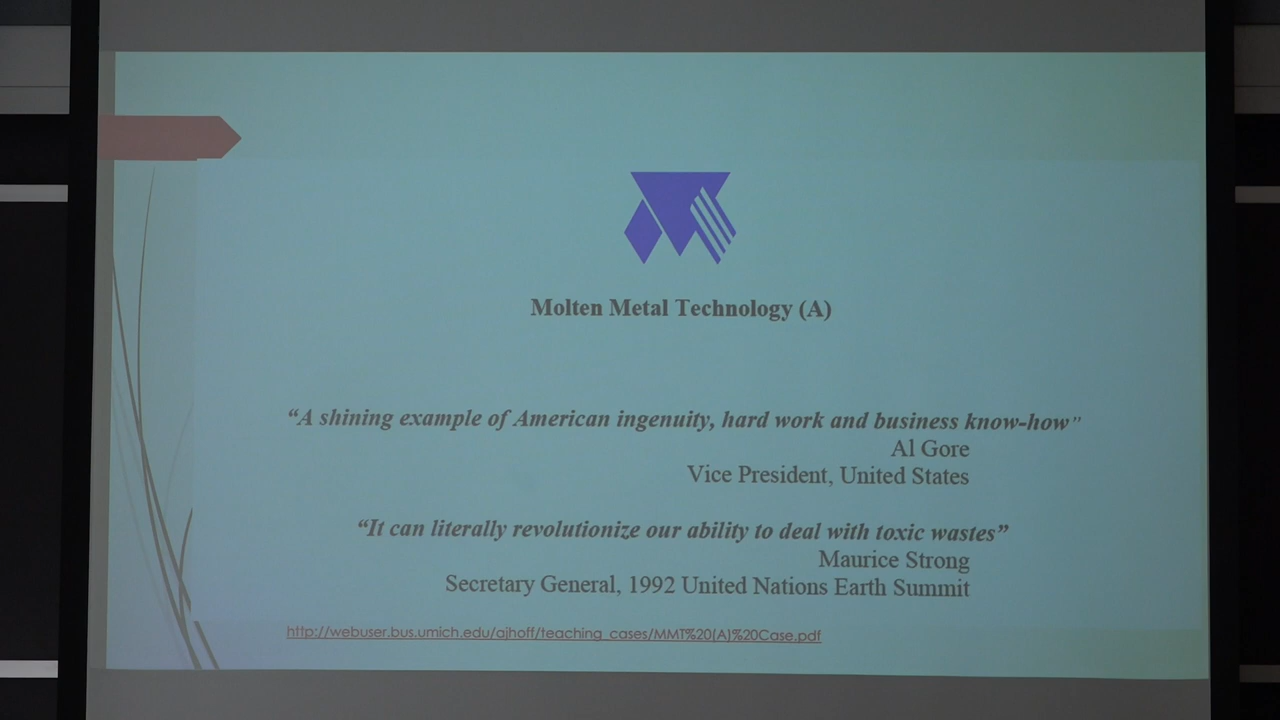 Molten Metal Technology (A)
“A shining example of American ingenuity, hard work and business know-how”
Al Gore
Vice President, United States
“It can literally revolutionize our ability to deal with toxic wastes”
Maurice Strong
Secretary General, 1992 United Nations Earth Summit
http://webuser.bus.umich.edu/ajhoff/teaching_cases/MMT%20(A)%20Case.pdf